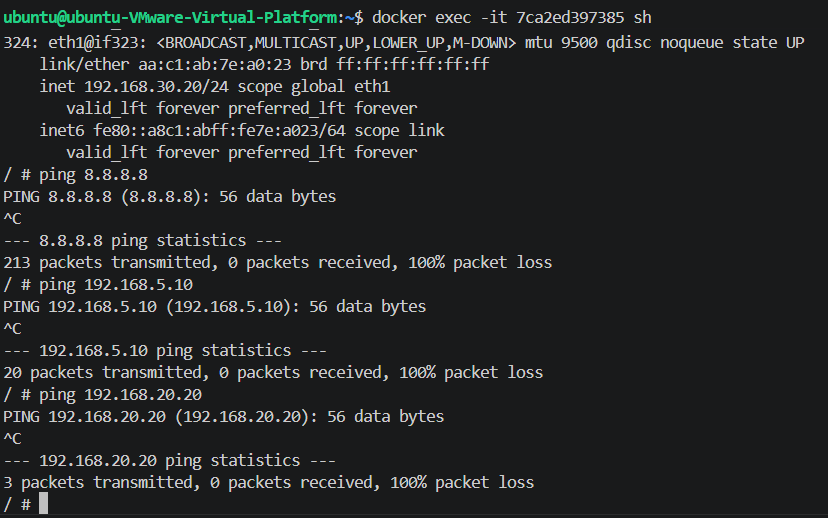 ubuntu@ubuntu-VMware-Virtual-Platform:~$ docker exec -it 7ca2ed397385 sh
324: eth1@if323: <BROADCAST,MULTICAST,UP,LOWER_UP,M-DOWN> mtu 9500 qdisc noqueue state UP
    link/ether aa:c1:ab:7e:a0:23 brd ff:ff:ff:ff:ff:ff
    inet 192.168.30.20/24 scope global eth1
       valid_lft forever preferred_lft forever
    inet6 fe80::a8c1:abff:fe7e:a023/64 scope link
       valid_lft forever preferred_lft forever
/ # ping 8.8.8.8
PING 8.8.8.8 (8.8.8.8): 56 data bytes
^C
--- 8.8.8.8 ping statistics ---
213 packets transmitted, 0 packets received, 100% packet loss
/ # ping 192.168.5.10
PING 192.168.5.10 (192.168.5.10): 56 data bytes
^C
--- 192.168.5.10 ping statistics ---
20 packets transmitted, 0 packets received, 100% packet loss
/ # ping 192.168.20.20
PING 192.168.20.20 (192.168.20.20): 56 data bytes
^C
--- 192.168.20.20 ping statistics ---
3 packets transmitted, 0 packets received, 100% packet loss
/ #